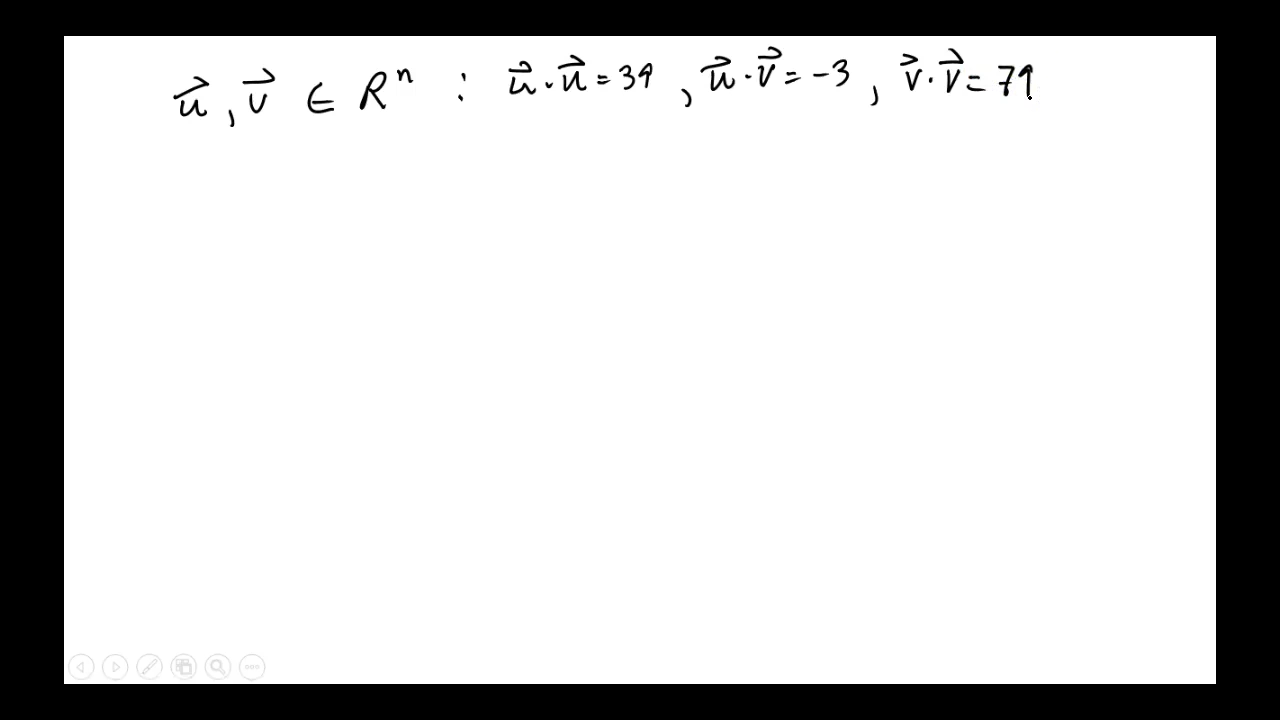 u⃗, v⃗ ∈ Rⁿ : u⃗ · u⃗ = 39 , u⃗ · v⃗ = -3 , v⃗ · v⃗ = 79